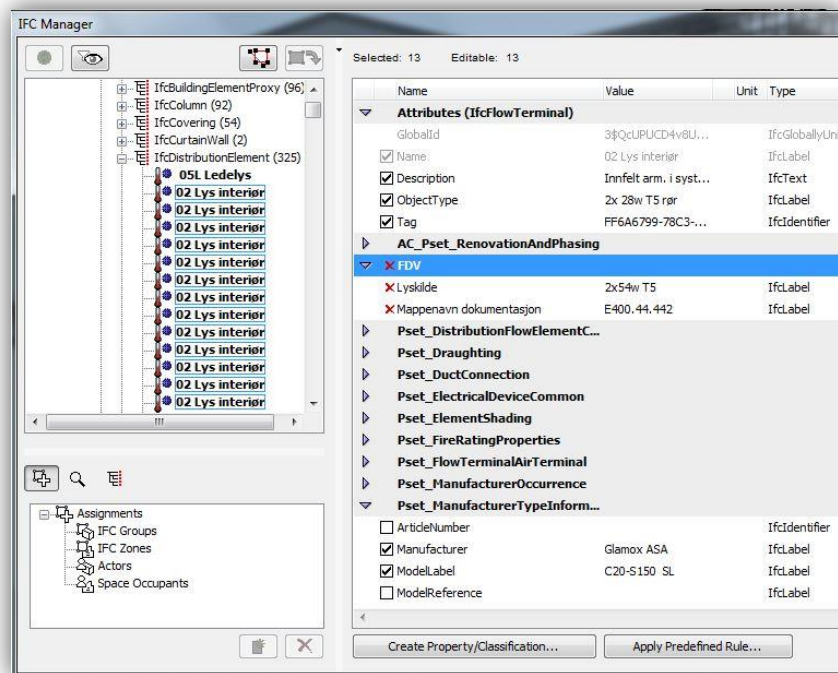 IFC Manager
Selected: 13 Editable: 13
IfcBuildingElementProxy (96)
IfcColumn (92)
IfcCovering (54)
IfcCurtainWall (2)
IfcDistributionElement (325)
05L Ledelys
02 Lys interiør
02 Lys interiør
02 Lys interiør
02 Lys interiør
02 Lys interiør
02 Lys interiør
02 Lys interiør
02 Lys interiør
02 Lys interiør
02 Lys interiør
02 Lys interiør
02 Lys interiør
02 Lys interiør
Assignments
IFC Groups
IFC Zones
Actors
Space Occupants
Name Value Unit Type
Attributes (IfcFlowTerminal)
GlobalId 3$QcUPUCD4v8U... IfcGloballyUni
Name 02 Lys interiør IfcLabel
Description Innfelt arm. i syst... IfcText
ObjectType 2x 28w T5 rør IfcLabel
Tag FF6A6799-78C3-... IfcIdentifier
AC_Pset_RenovationAndPhasing
FDV
Lyskilde 2x54w T5 IfcLabel
Mappenavn dokumentasjon E400.44.442 IfcLabel
Pset_DistributionFlowElementC...
Pset_Draughting
Pset_DuctConnection
Pset_ElectricalDeviceCommon
Pset_ElementShading
Pset_FireRatingProperties
Pset_FlowTerminalAirTerminal
Pset_ManufacturerOccurrence
Pset_ManufacturerTypeInform...
ArticleNumber IfcIdentifier
Manufacturer Glamox ASA IfcLabel
ModelLabel C20-S150 SL IfcLabel
ModelReference IfcLabel
Create Property/Classification... Apply Predefined Rule...